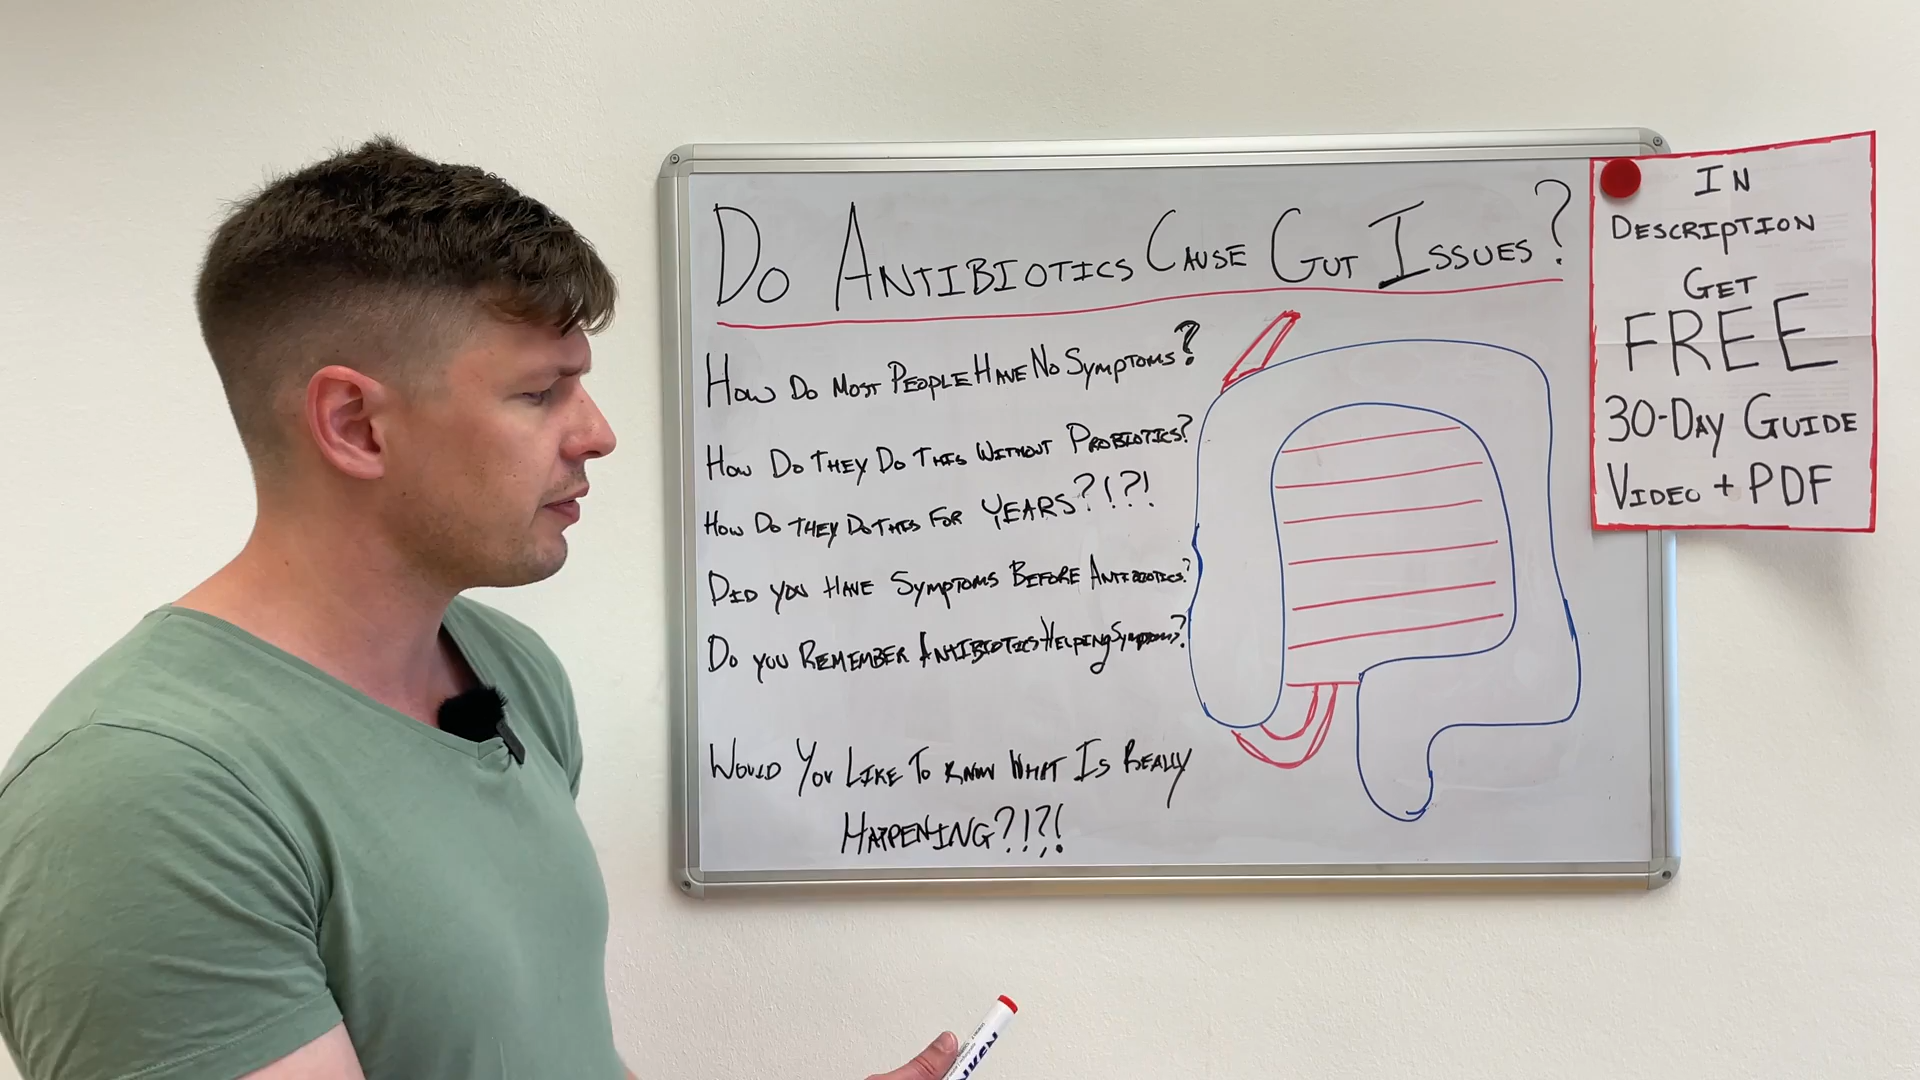 DO ANTIBIOTICS CAUSE GUT ISSUES?
HOW DO MOST PEOPLE HAVE NO SYMPTOMS?
HOW DO THEY DO THIS WITHOUT PROBIOTICS?
HOW DO THEY DO THIS FOR YEARS?!?!
DID YOU HAVE SYMPTOMS BEFORE ANTIBIOTICS?
DO YOU REMEMBER ANTIBIOTICS HELPING SYMPTOMS?
WOULD YOU LIKE TO KNOW WHAT IS REALLY
HAPPENING?!?!
IN
DESCRIPTION
GET
FREE
30-DAY GUIDE
VIDEO + PDF